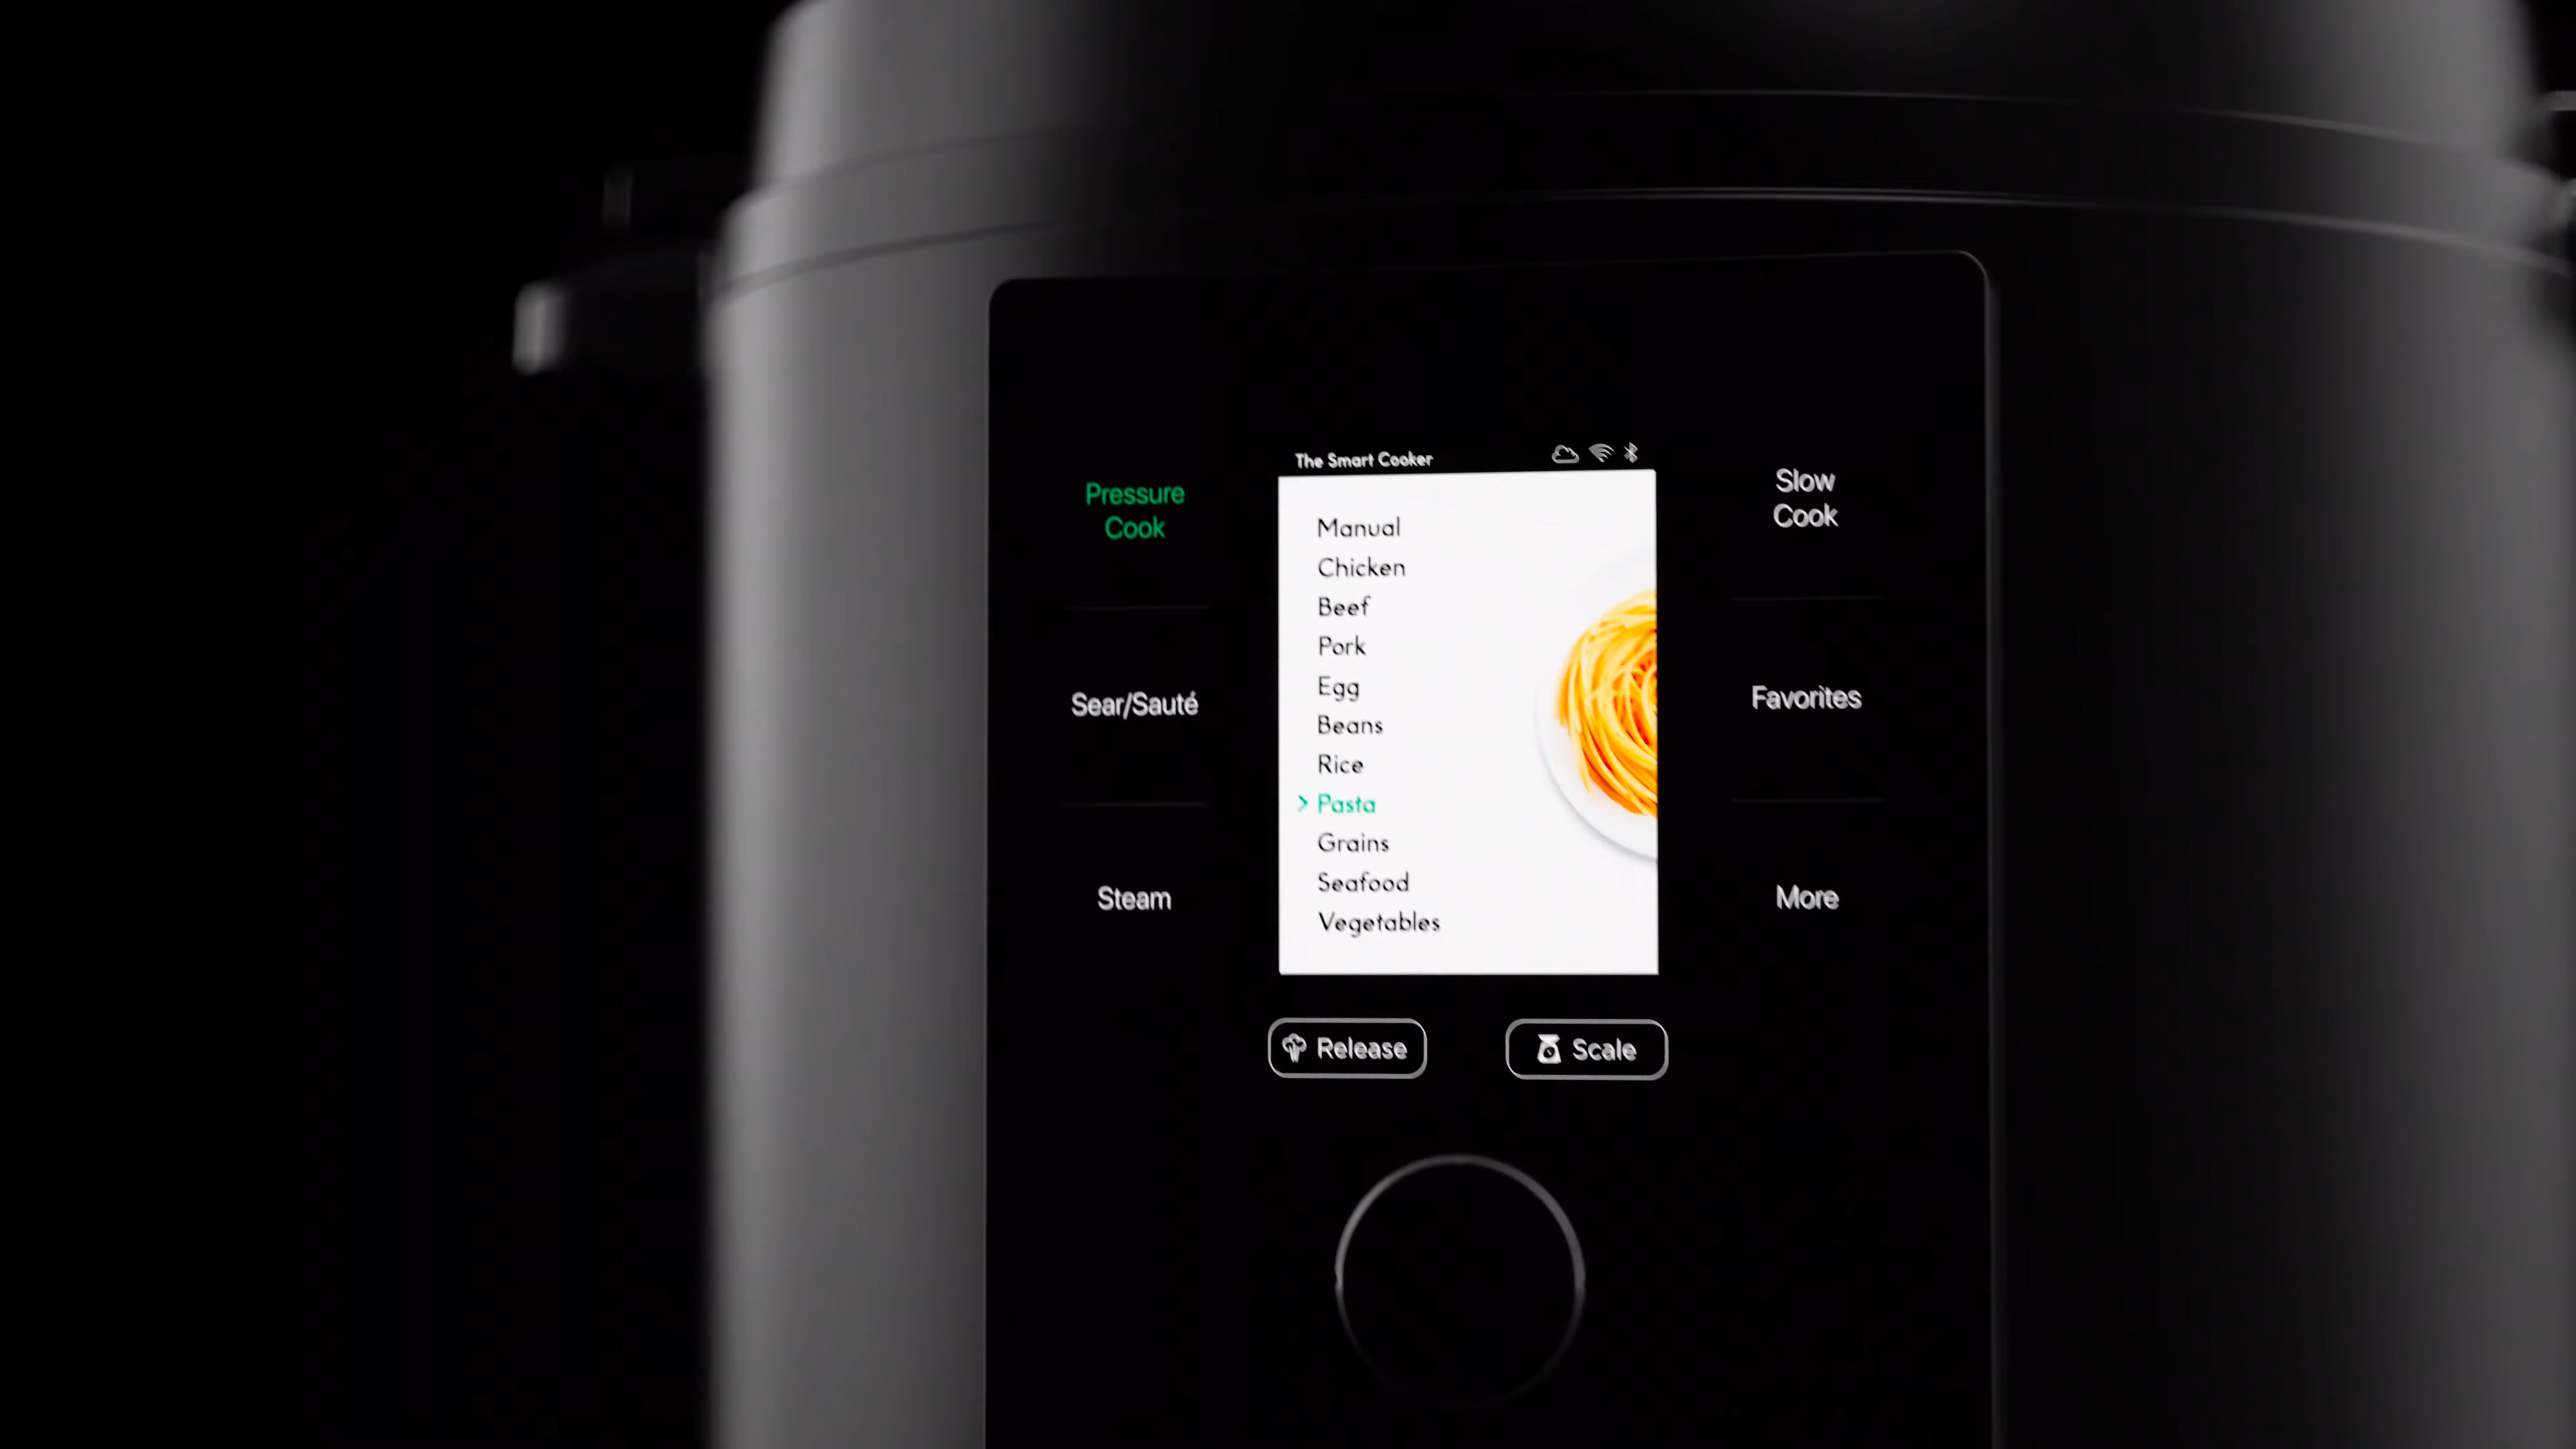 The Smart Cooker
Pressure
Cook
Sear/Sauté
Steam
Manual
Chicken
Beef
Pork
Egg
Beans
Rice
> Pasta
Grains
Seafood
Vegetables
Slow
Cook
Favorites
More
Release
Scale